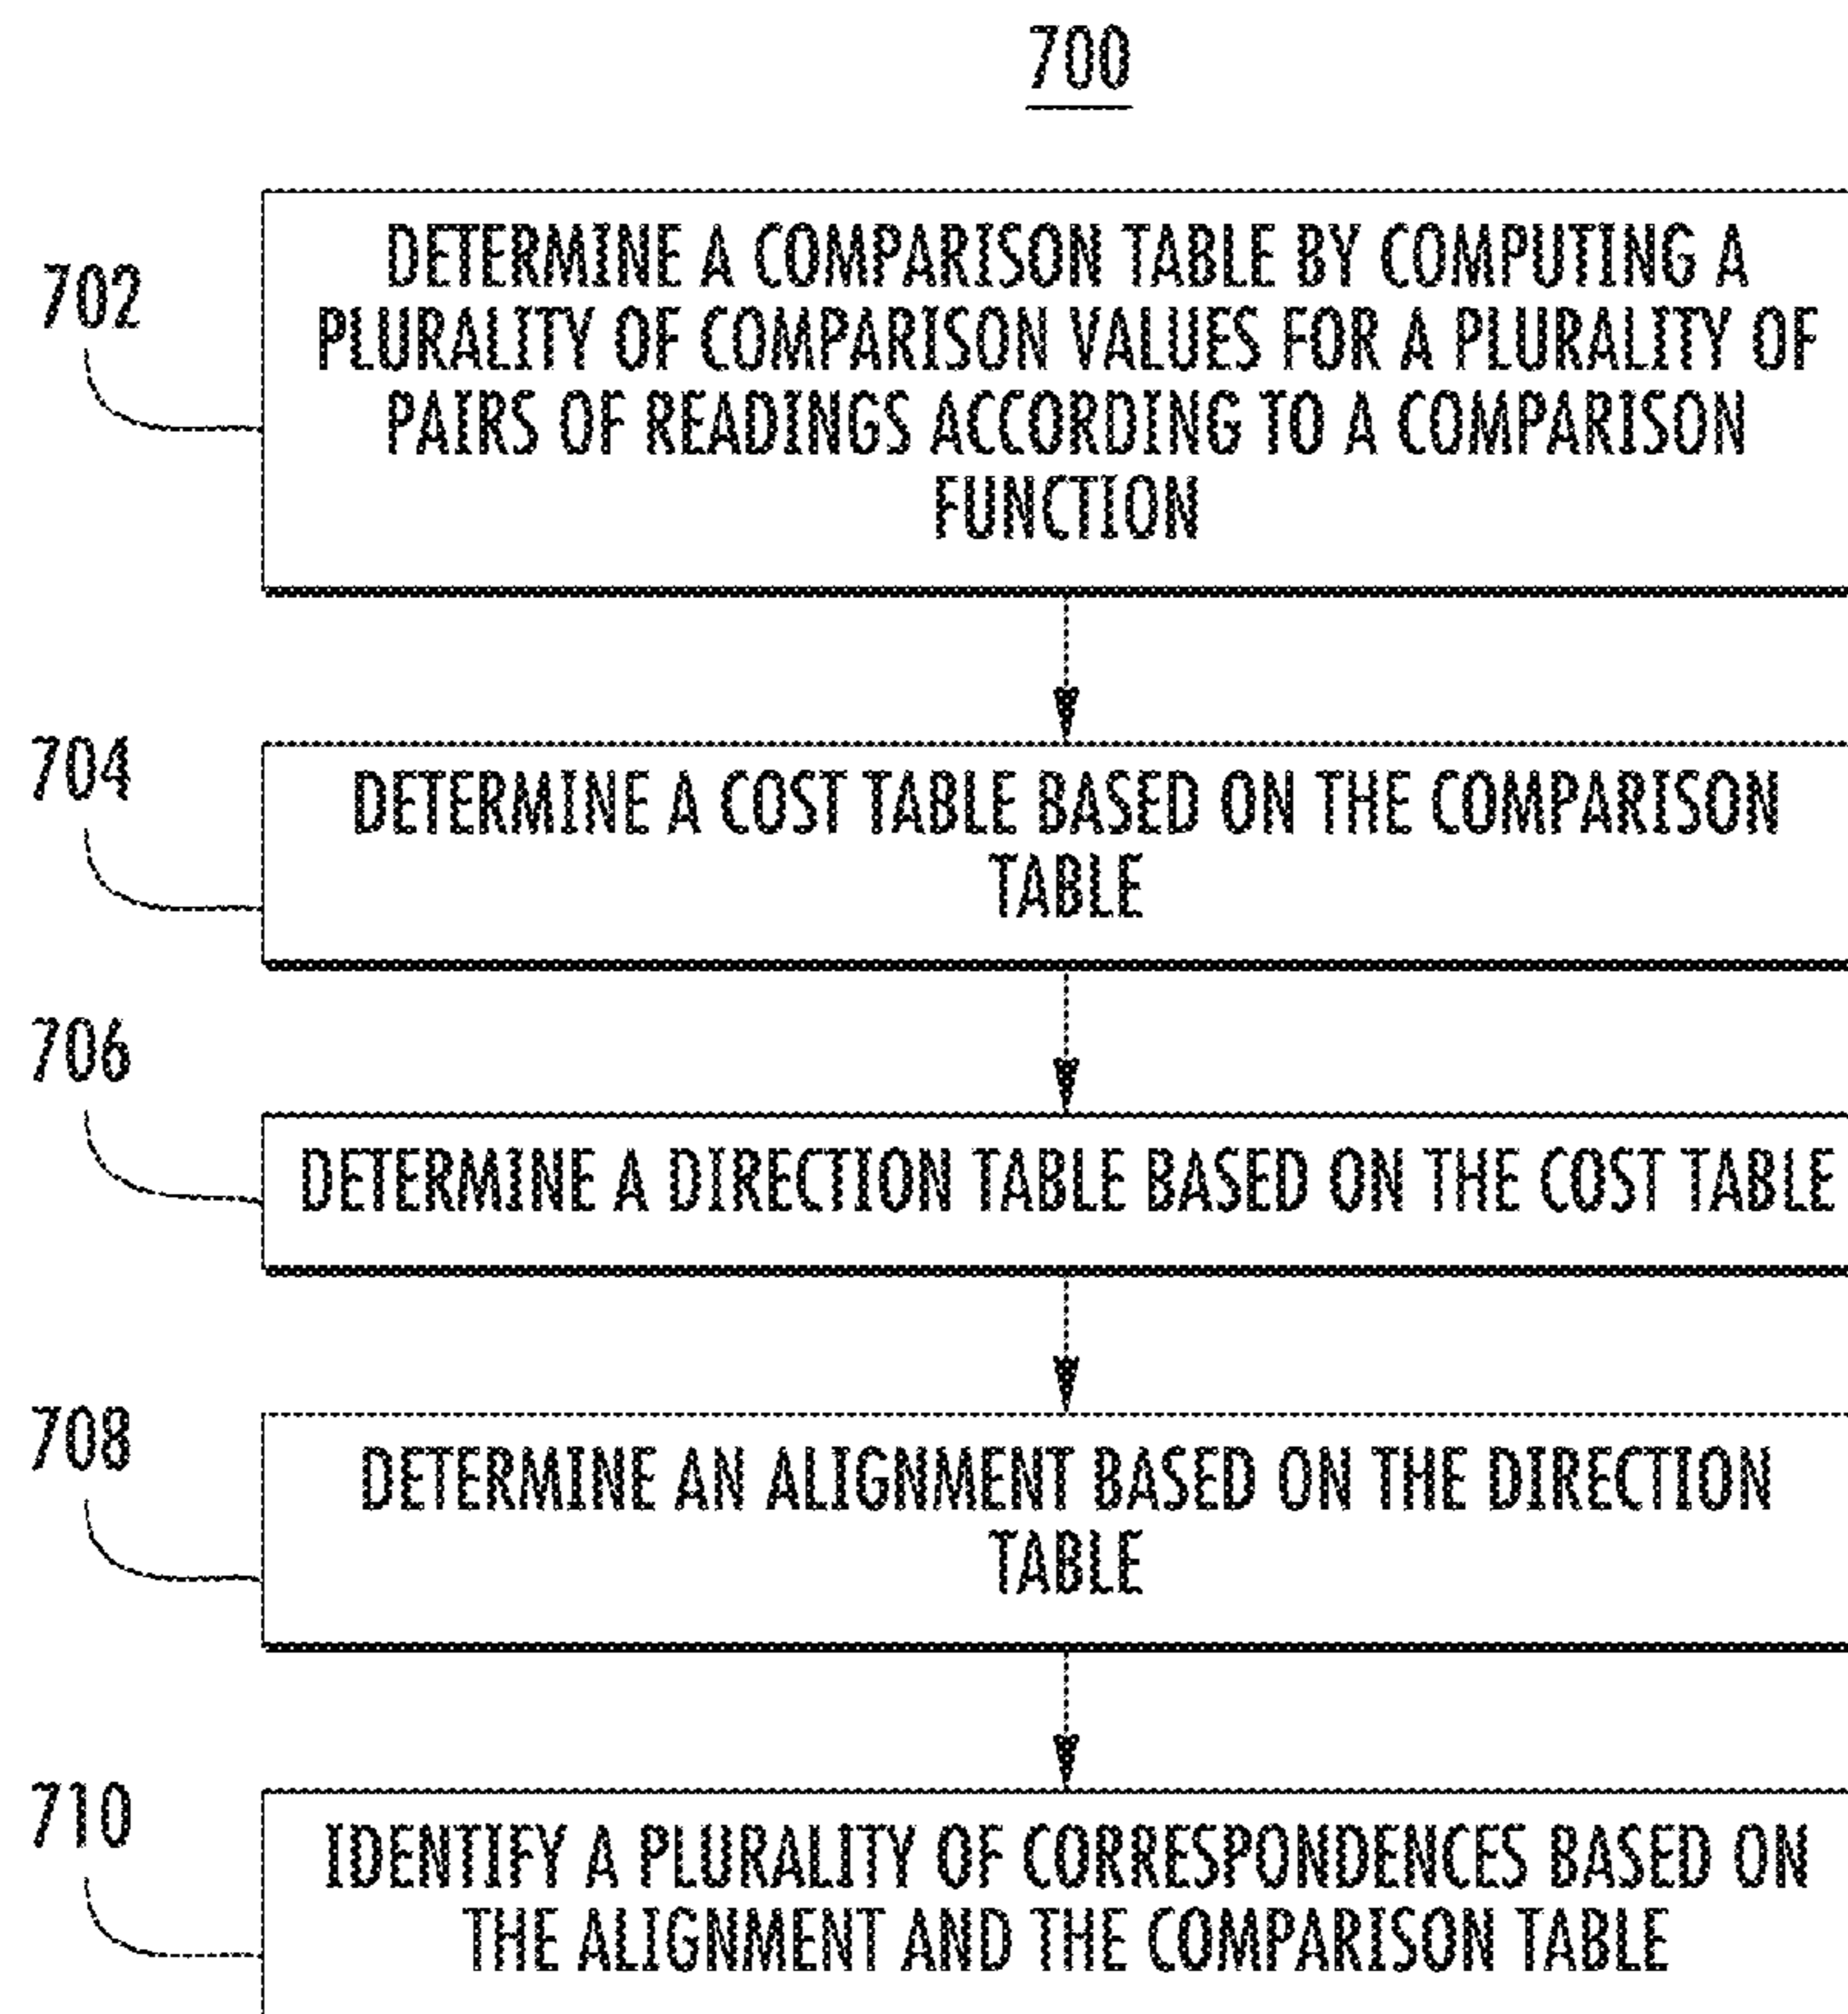 700
702
DETERMINE A COMPARISON TABLE BY COMPUTING A
PLURALITY OF COMPARISON VALUES FOR A PLURALITY OF
PAIRS OF READINGS ACCORDING TO A COMPARISON
FUNCTION
704
DETERMINE A COST TABLE BASED ON THE COMPARISON
TABLE
706
DETERMINE A DIRECTION TABLE BASED ON THE COST TABLE
708
DETERMINE AN ALIGNMENT BASED ON THE DIRECTION
TABLE
710
IDENTIFY A PLURALITY OF CORRESPONDENCES BASED ON
THE ALIGNMENT AND THE COMPARISON TABLE